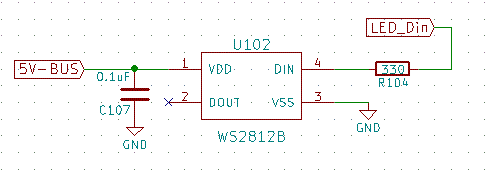 LED_Din
U102
5V-BUS
1
VDD
DIN
4
330
0.1uF
R104
C107
2
DOUT
VSS
3
GND
WS2812B
GND